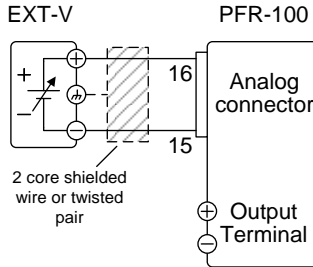 EXT-V
PFR-100
+
−
16
15
Analog
connector
2 core shielded
wire or twisted
pair
Output
Terminal